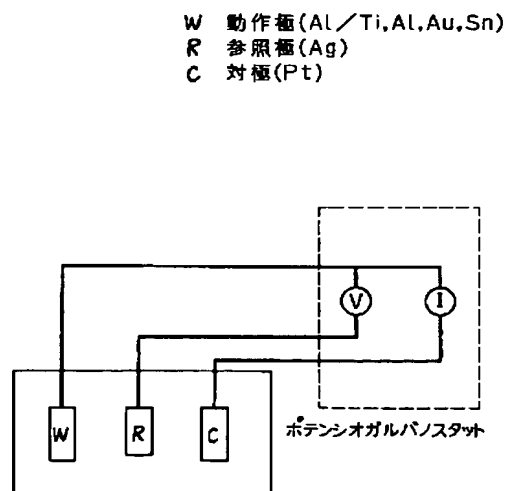 W 動作極(Al／Ti,Al,Au,Sn)
R 参照極(Ag)
C 対極(Pt)
V I
W R C
ポテンシオガルバノスタット